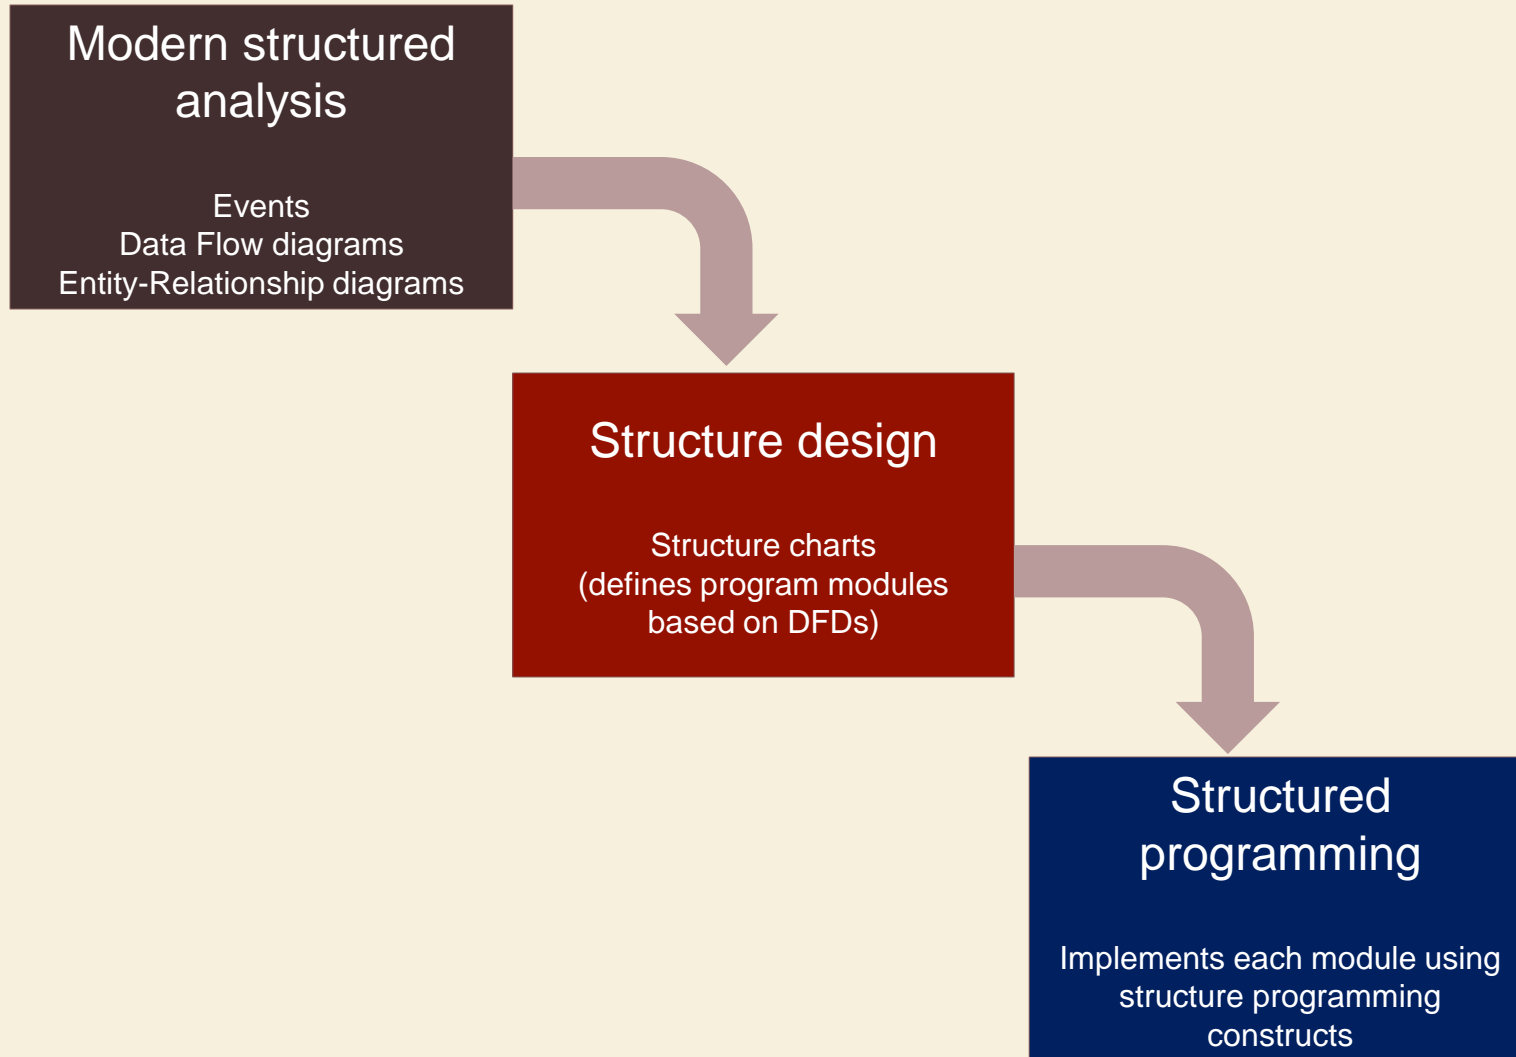 Modern structured
analysis
Events
Data Flow diagrams
Entity-Relationship diagrams
Structure design
Structure charts
(defines program modules
based on DFDs)
Structured
programming
Implements each module using
structure programming
constructs